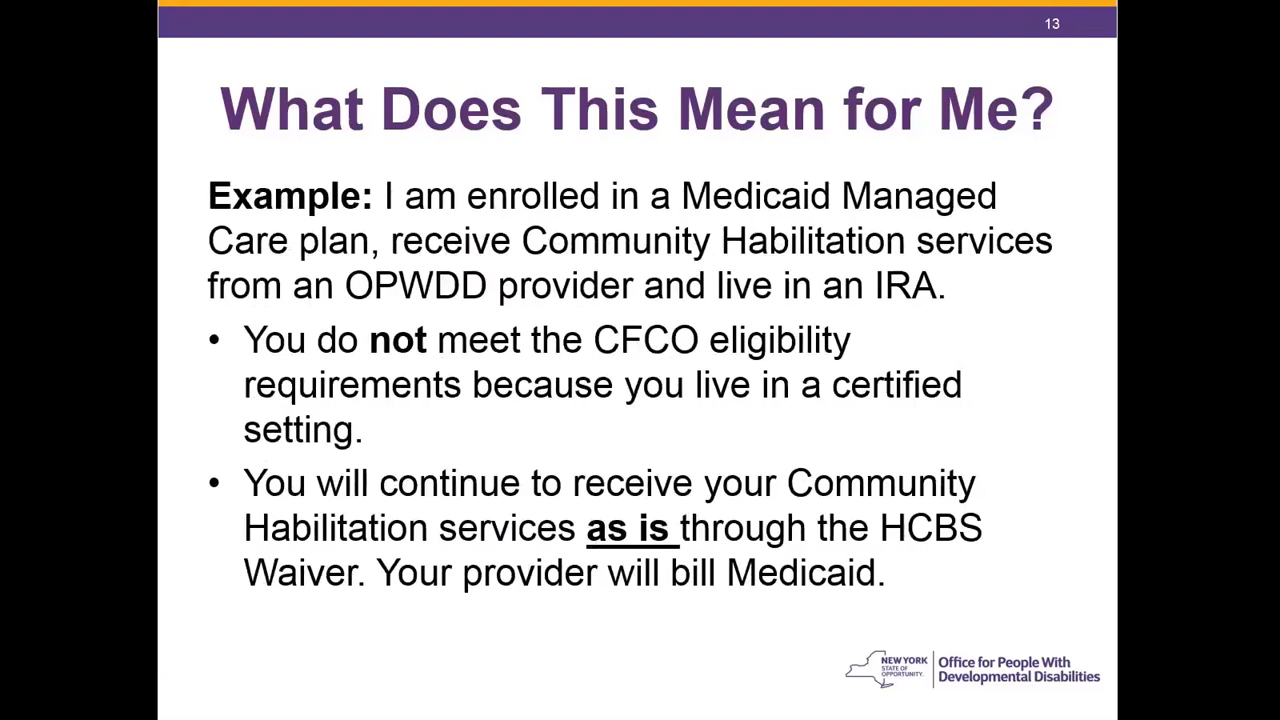 13
What Does This Mean for Me?
Example: I am enrolled in a Medicaid Managed
Care plan, receive Community Habilitation services
from an OPWDD provider and live in an IRA.
• You do not meet the CFCO eligibility
requirements because you live in a certified
setting.
• You will continue to receive your Community
Habilitation services as is through the HCBS
Waiver. Your provider will bill Medicaid.
NEW YORK
STATE OF
OPPORTUNITY.
Office for People With
Developmental Disabilities